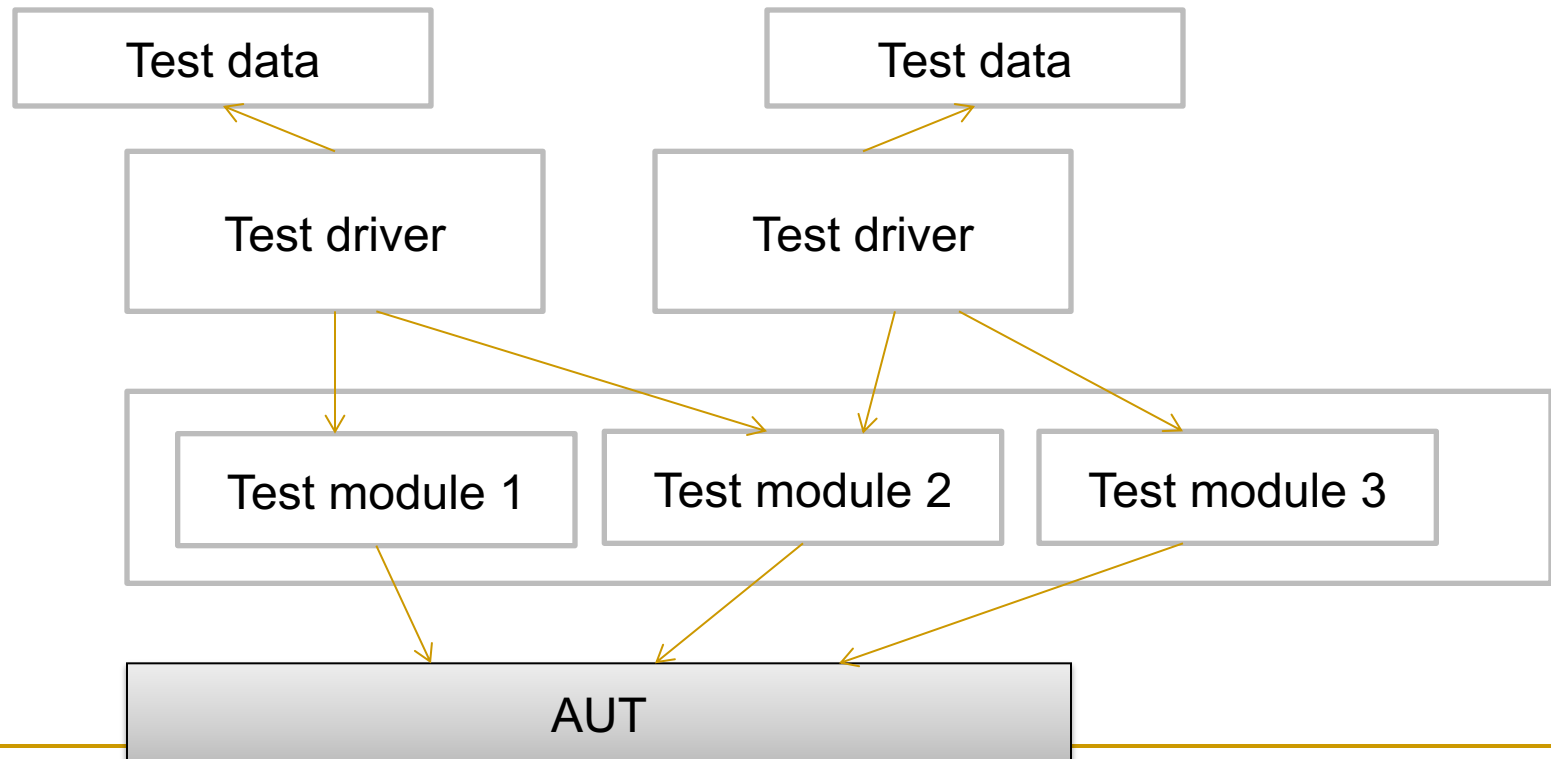 Test data
Test data
Test driver
Test driver
Test module 1
Test module 2
Test module 3
AUT